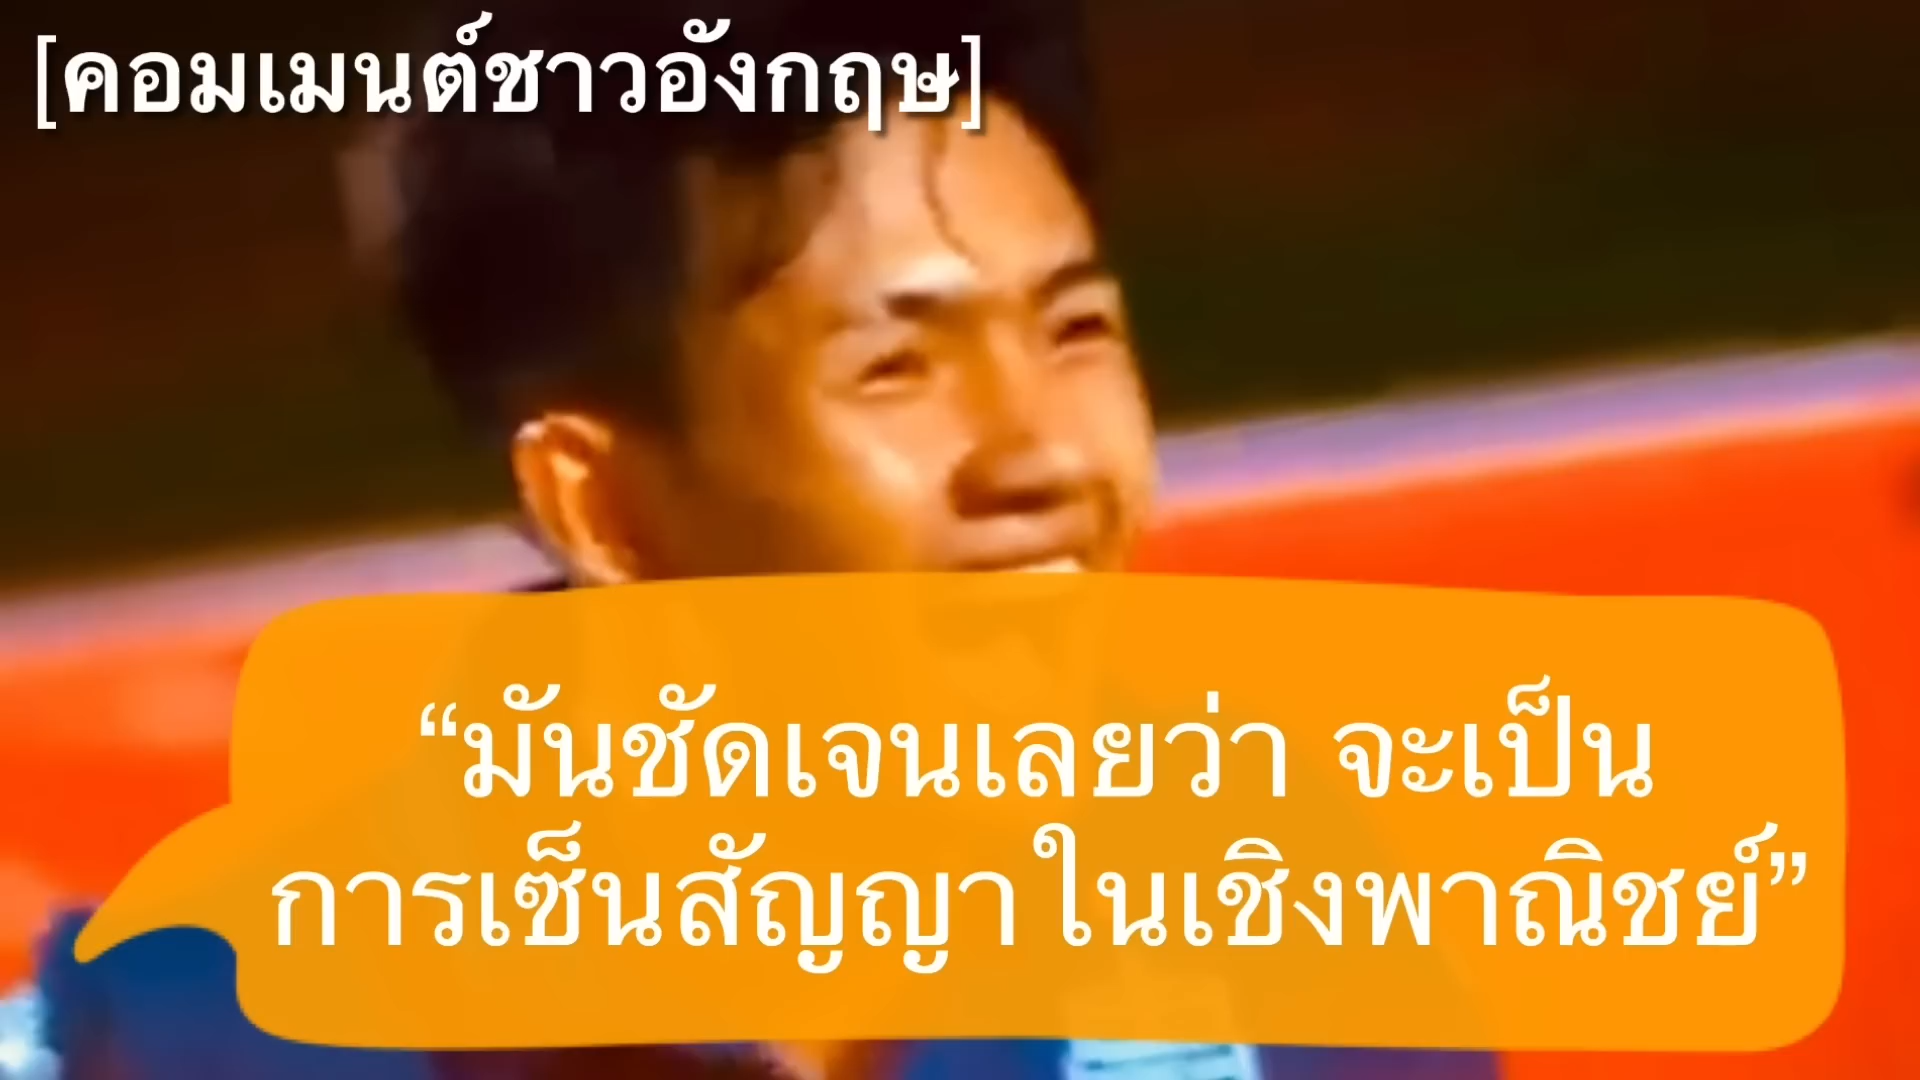 [คอมเมนต์ชาวอังกฤษ]
“มันชัดเจนเลยว่า จะเป็น
การเซ็นสัญญาในเชิงพาณิชย์”